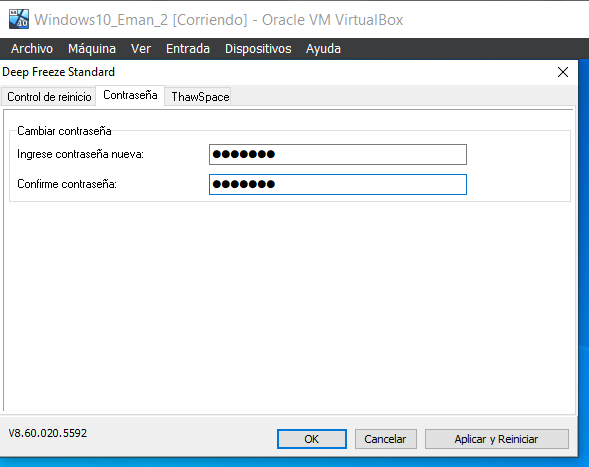 Windows10_Eman_2 [Corriendo] - Oracle VM VirtualBox
Archivo Máquina Ver Entrada Dispositivos Ayuda
Deep Freeze Standard
Control de reinicio Contraseña ThawSpace
Cambiar contraseña
Ingrese contraseña nueva: ●●●●●●●
Confirme contraseña: ●●●●●●●
V8.60.020.5592
OK Cancelar Aplicar y Reiniciar